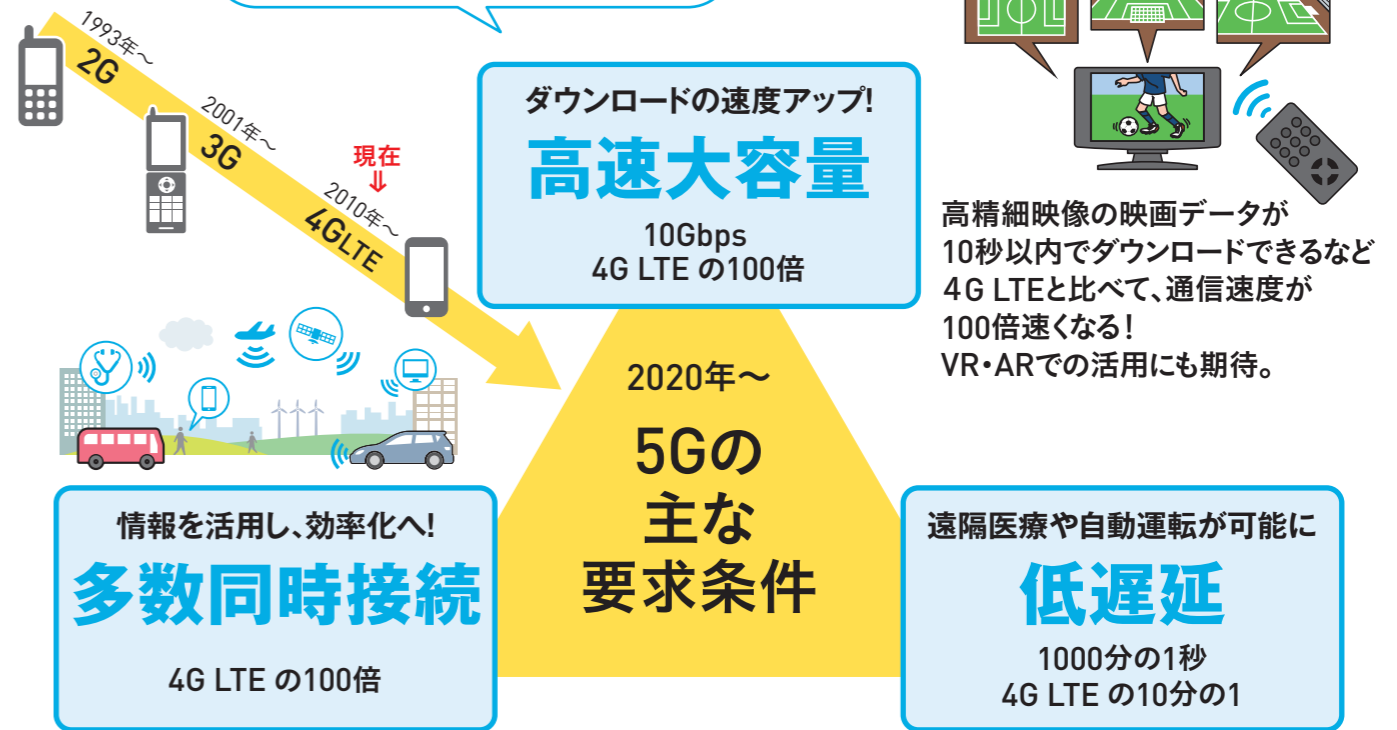 1993年～
2G
2001年～
3G
現在
⇓
2010年～
4G LTE
ダウンロードの速度アップ!
高速大容量
10Gbps
4G LTE の100倍
高精細映像の映画データが
10秒以内でダウンロードできるなど
4G LTEと比べて、通信速度が
100倍速くなる!
VR・ARでの活用にも期待。
2020年～
5Gの
主な
要求条件
情報を活用し、効率化へ!
多数同時接続
4G LTE の100倍
遠隔医療や自動運転が可能に
低遅延
1000分の1秒
4G LTE の10分の1